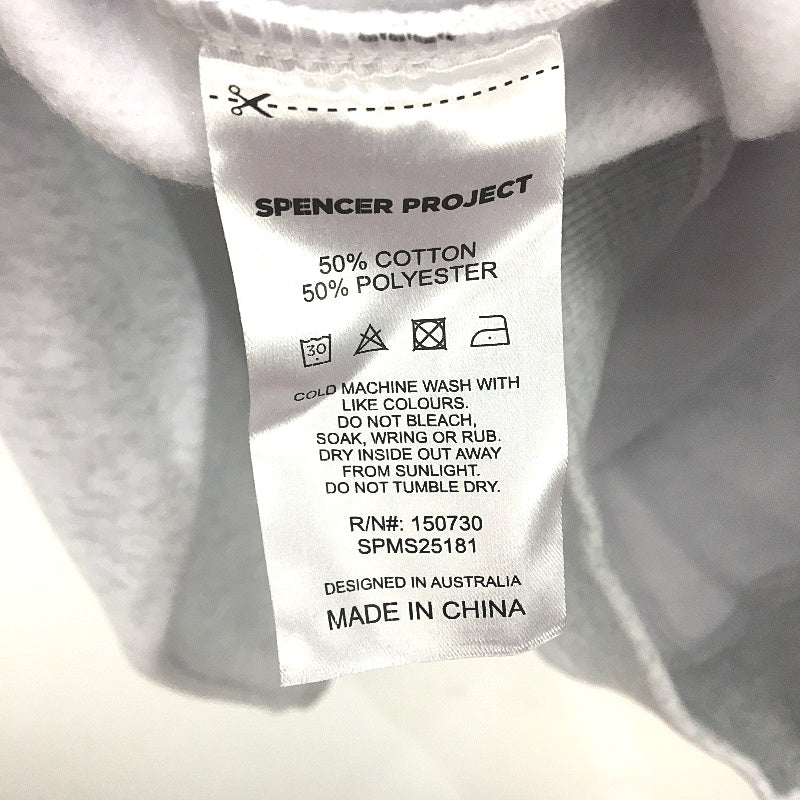 SPENCER PROJECT
50% COTTON
50% POLYESTER
30
COLD MACHINE WASH WITH
LIKE COLOURS.
DO NOT BLEACH,
SOAK, WRING OR RUB.
DRY INSIDE OUT AWAY
FROM SUNLIGHT.
DO NOT TUMBLE DRY.
R/N#: 150730
SPMS25181
DESIGNED IN AUSTRALIA
MADE IN CHINA